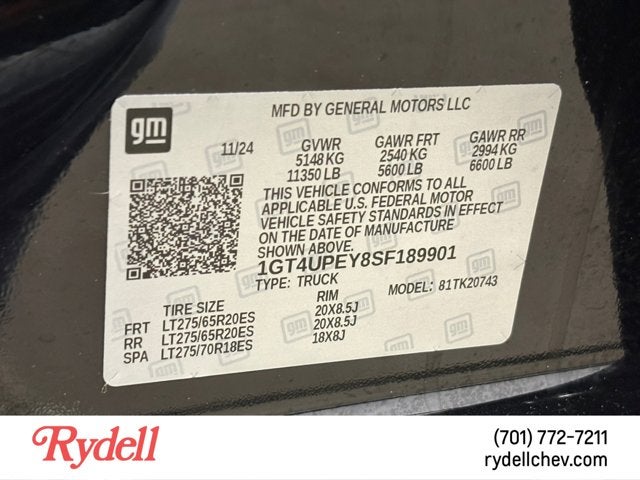 MFD BY GENERAL MOTORS LLC
gm
11/24 GVWR GAWR FRT GAWR RR
5148 KG 2540 KG 2994 KG
11350 LB 5600 LB 6600 LB
THIS VEHICLE CONFORMS TO ALL
APPLICABLE U.S. FEDERAL MOTOR
VEHICLE SAFETY STANDARDS IN EFFECT
ON THE DATE OF MANUFACTURE
SHOWN ABOVE.
1GT4UPEY8SF189901
TYPE: TRUCK MODEL: 81TK20743
TIRE SIZE RIM
FRT LT275/65R20ES 20X8.5J
RR LT275/65R20ES 20X8.5J
SPA LT275/70R18ES 18X8J
Rydell
(701) 772-7211
rydellchev.com